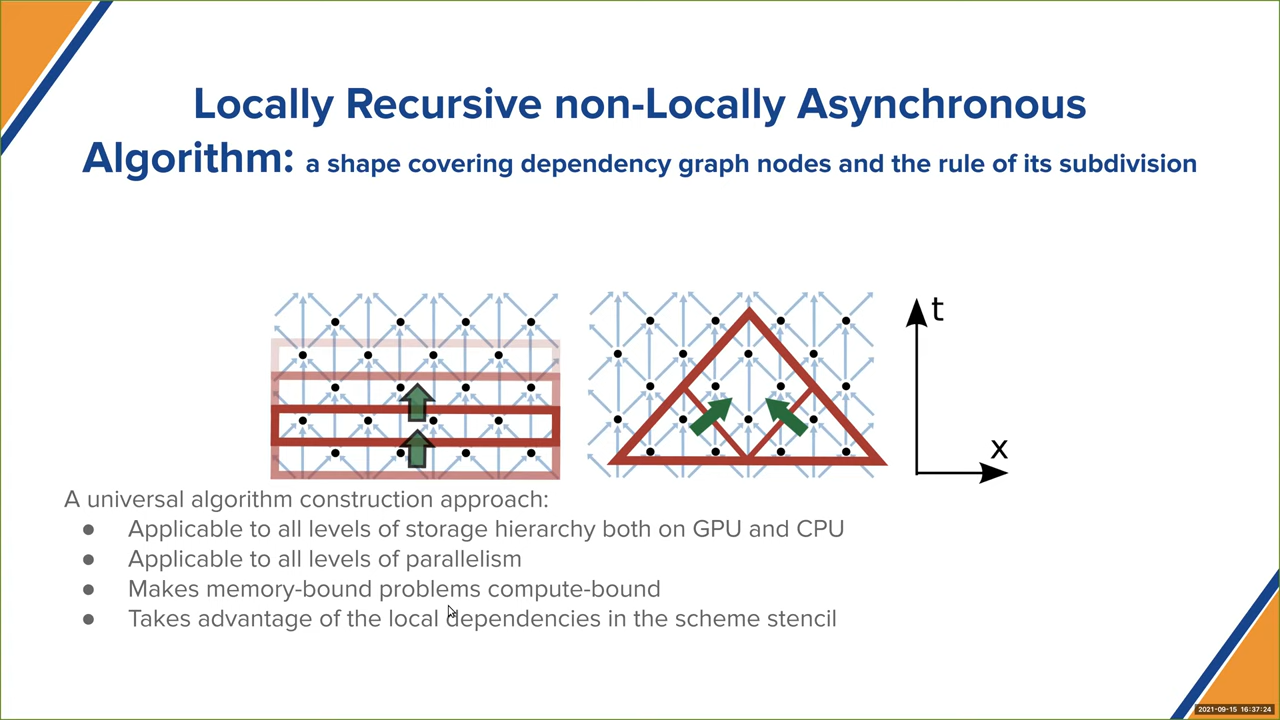 Locally Recursive non-Locally Asynchronous
Algorithm: a shape covering dependency graph nodes and the rule of its subdivision
t
x
A universal algorithm construction approach:
● Applicable to all levels of storage hierarchy both on GPU and CPU
● Applicable to all levels of parallelism
● Makes memory-bound problems compute-bound
● Takes advantage of the local dependencies in the scheme stencil
2021-09-15 16:37:24